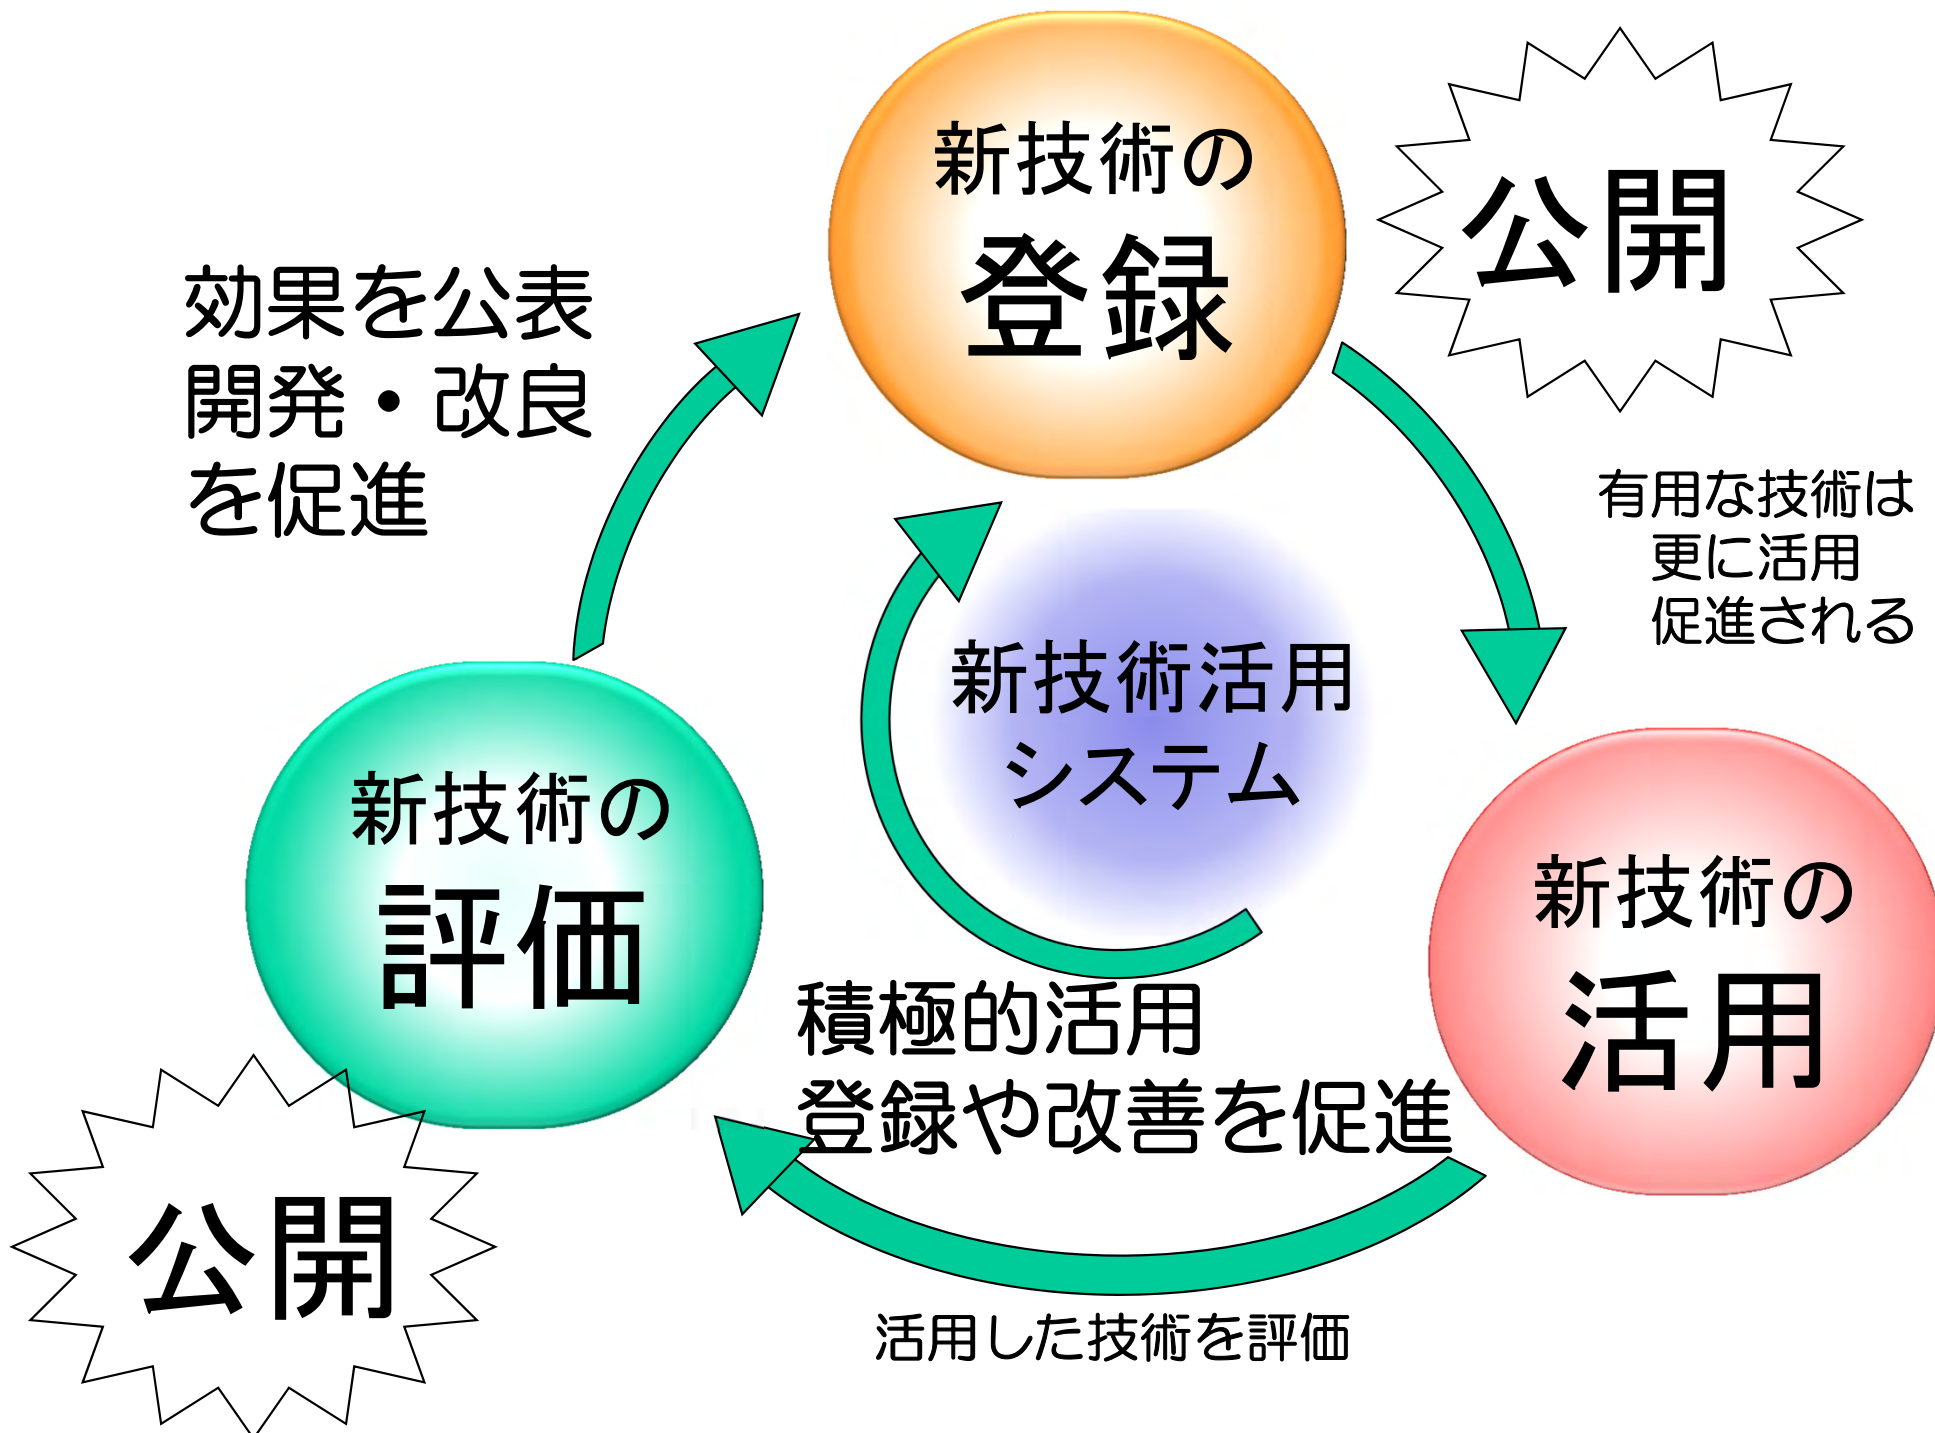 新技術の
登録
公開
効果を公表
開発・改良
を促進
有用な技術は
更に活用
促進される
新技術活用
システム
新技術の
評価
新技術の
活用
積極的活用
登録や改善を促進
公開
活用した技術を評価